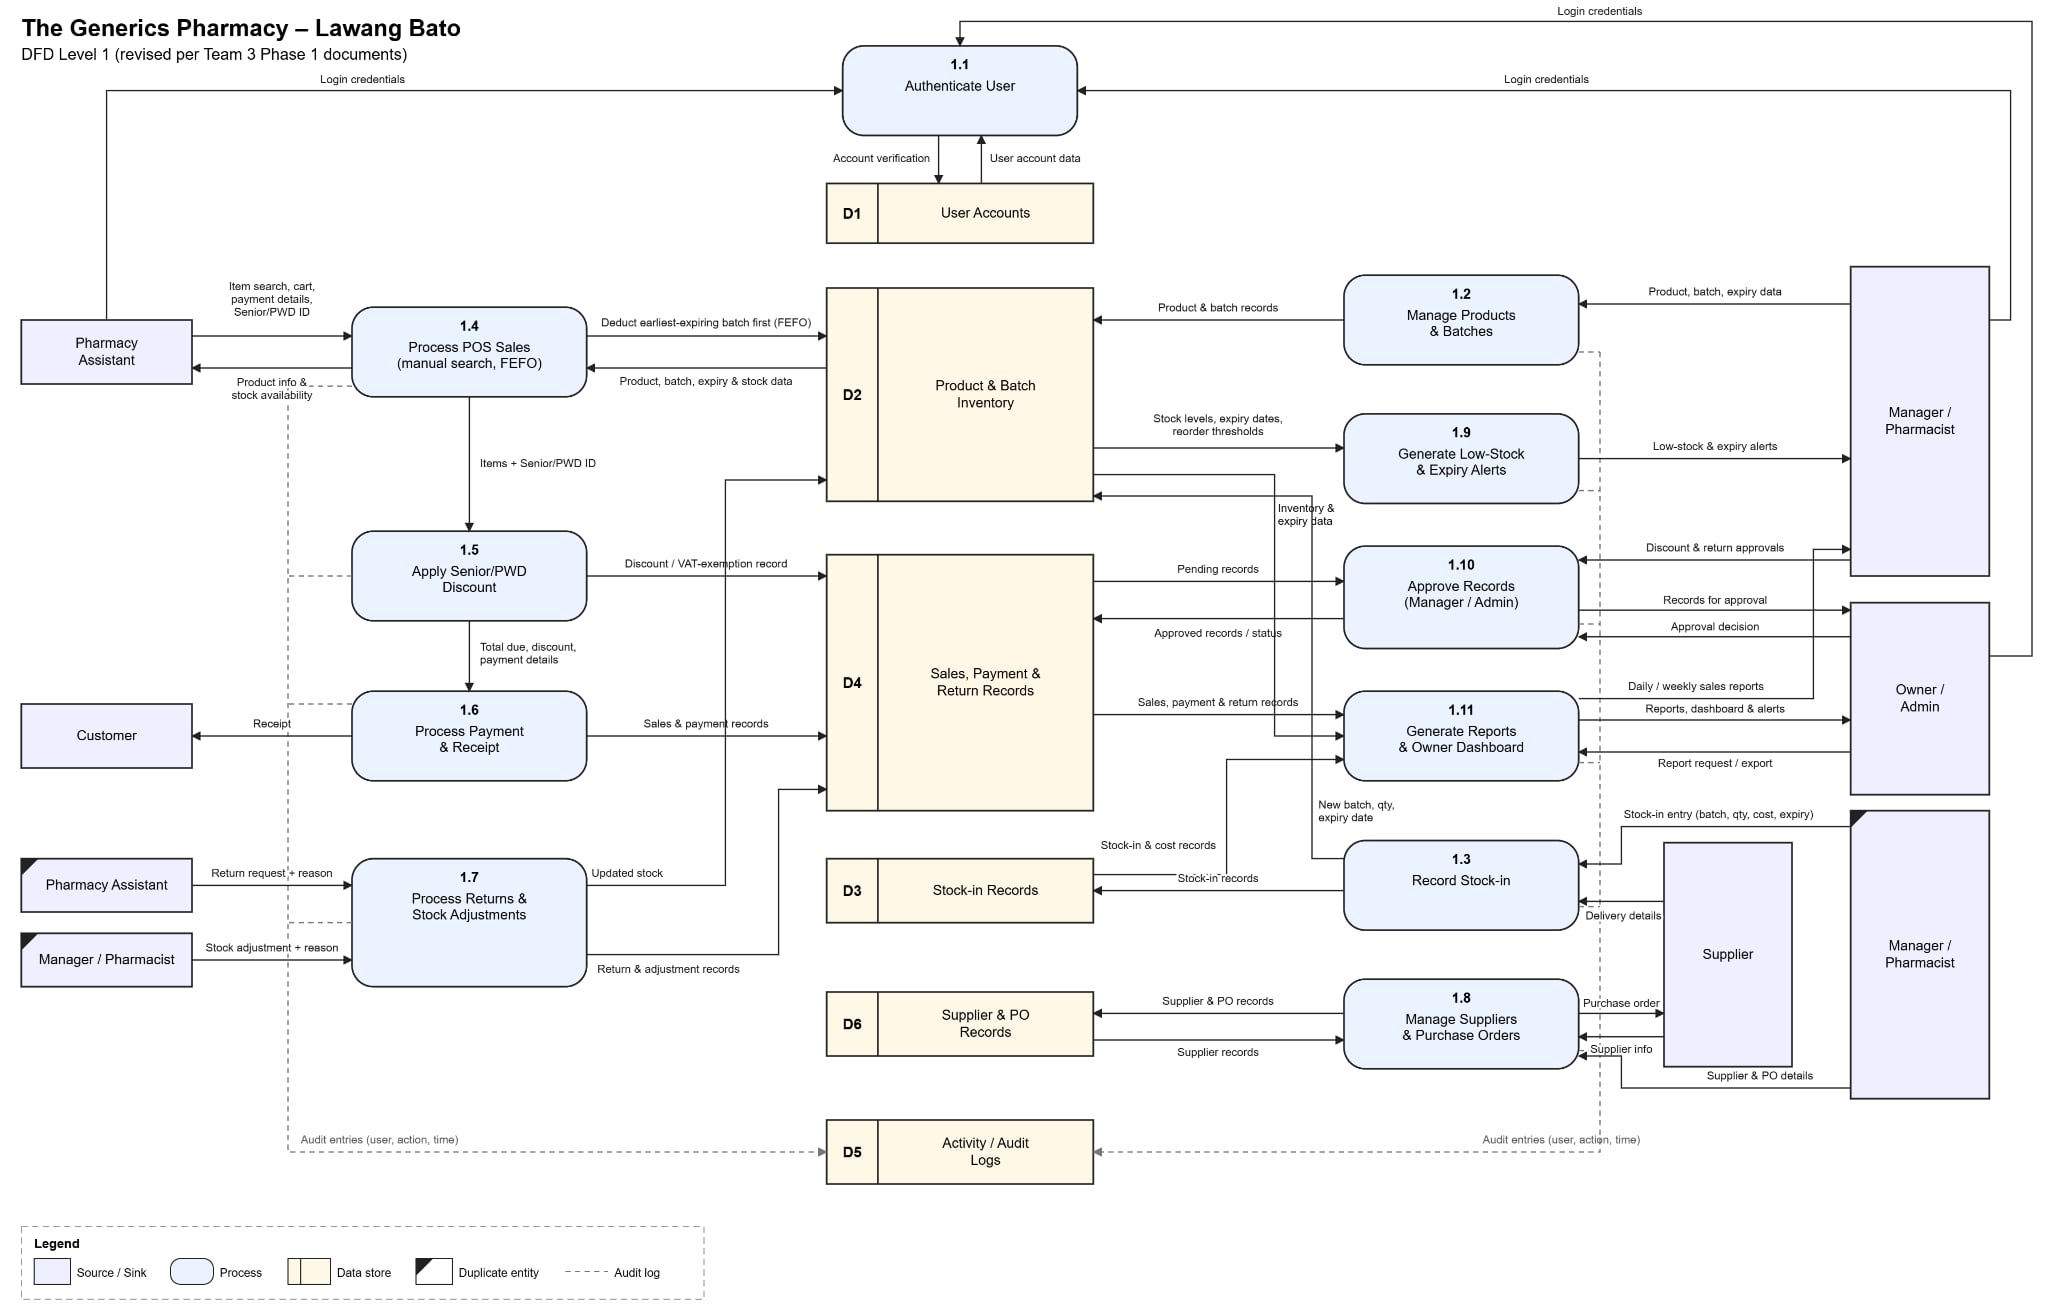 The Generics Pharmacy – Lawang Bato
DFD Level 1 (revised per Team 3 Phase 1 documents)
Login credentials
Login credentials
Login credentials
1.1
Authenticate User
Account verification
User account data
D1
User Accounts
Item search, cart,
payment details,
Senior/PWD ID
Pharmacy
Assistant
Product info &
stock availability
1.4
Process POS Sales
(manual search, FEFO)
Deduct earliest-expiring batch first (FEFO)
Product, batch, expiry & stock data
D2
Product & Batch
Inventory
Product & batch records
1.2
Manage Products
& Batches
Product, batch, expiry data
Manager /
Pharmacist
Stock levels, expiry dates,
reorder thresholds
1.9
Generate Low-Stock
& Expiry Alerts
Low-stock & expiry alerts
Items + Senior/PWD ID
Inventory &
expiry data
1.5
Apply Senior/PWD
Discount
Discount / VAT-exemption record
Pending records
1.10
Approve Records
(Manager / Admin)
Discount & return approvals
Records for approval
Approval decision
Approved records / status
Total due, discount,
payment details
D4
Sales, Payment &
Return Records
Owner /
Admin
Customer
Receipt
1.6
Process Payment
& Receipt
Sales & payment records
Sales, payment & return records
1.11
Generate Reports
& Owner Dashboard
Daily / weekly sales reports
Reports, dashboard & alerts
Report request / export
New batch, qty,
expiry date
Stock-in entry (batch, qty, cost, expiry)
Stock-in & cost records
Pharmacy Assistant
Return request + reason
1.7
Process Returns &
Stock Adjustments
Updated stock
D3
Stock-in Records
Stock-in records
1.3
Record Stock-in
Delivery details
Manager / Pharmacist
Stock adjustment + reason
Return & adjustment records
Supplier
Manager /
Pharmacist
D6
Supplier & PO
Records
Supplier & PO records
Supplier records
1.8
Manage Suppliers
& Purchase Orders
Purchase order
Supplier info
Supplier & PO details
Audit entries (user, action, time)
D5
Activity / Audit
Logs
Audit entries (user, action, time)
Legend
Source / Sink
Process
Data store
Duplicate entity
Audit log